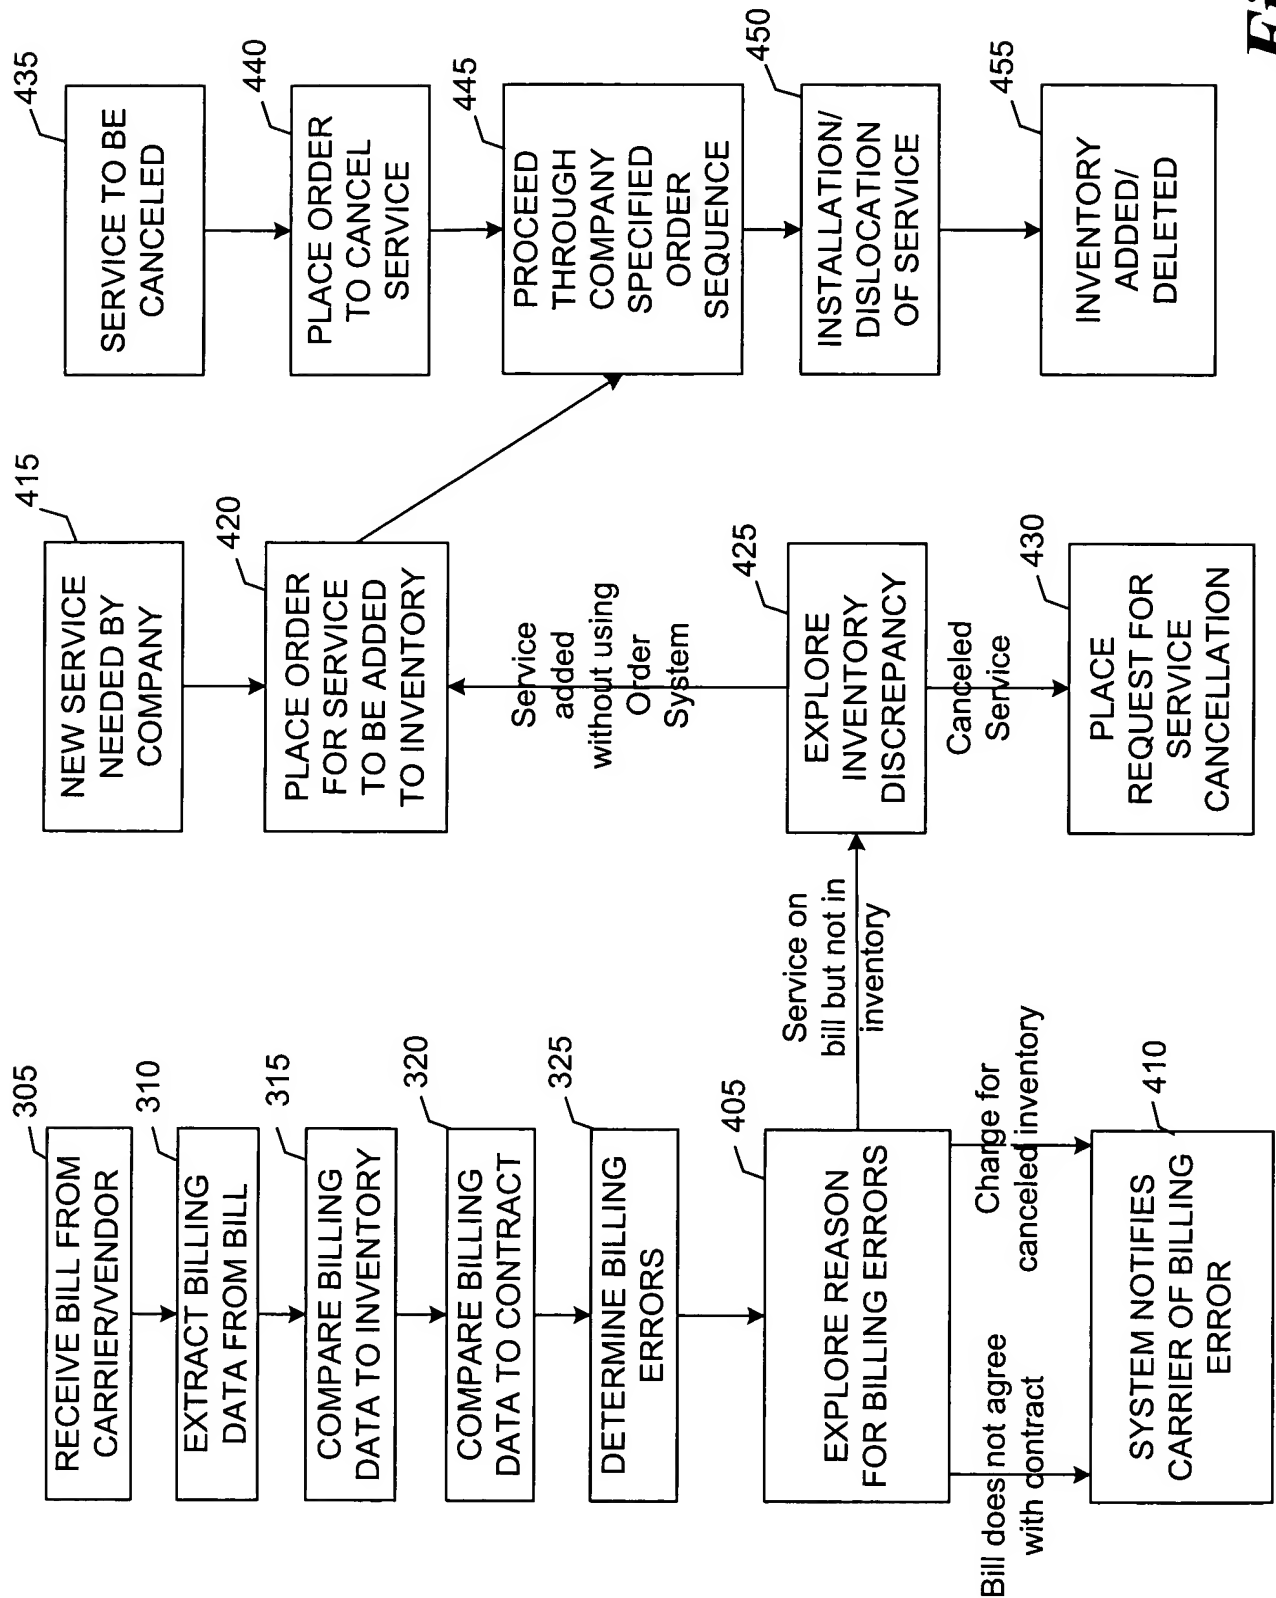 305
RECEIVE BILL FROM
CARRIER/VENDOR
310
EXTRACT BILLING
DATA FROM BILL
315
COMPARE BILLING
DATA TO INVENTORY
320
COMPARE BILLING
DATA TO CONTRACT
325
DETERMINE BILLING
ERRORS
405
EXPLORE REASON
FOR BILLING ERRORS
Bill does not agree
with contract
Charge for
canceled inventory
410
SYSTEM NOTIFIES
CARRIER OF BILLING
ERROR
Service on
bill but not in
inventory
415
NEW SERVICE
NEEDED BY
COMPANY
420
PLACE ORDER
FOR SERVICE
TO BE ADDED
TO INVENTORY
Service
added
without using
Order
System
425
EXPLORE
INVENTORY
DISCREPANCY
Canceled
Service
430
PLACE
REQUEST FOR
SERVICE
CANCELLATION
435
SERVICE TO BE
CANCELED
440
PLACE ORDER
TO CANCEL
SERVICE
445
PROCEED
THROUGH
COMPANY
SPECIFIED
ORDER
SEQUENCE
450
INSTALLATION/
DISLOCATION
OF SERVICE
455
INVENTORY
ADDED/
DELETED